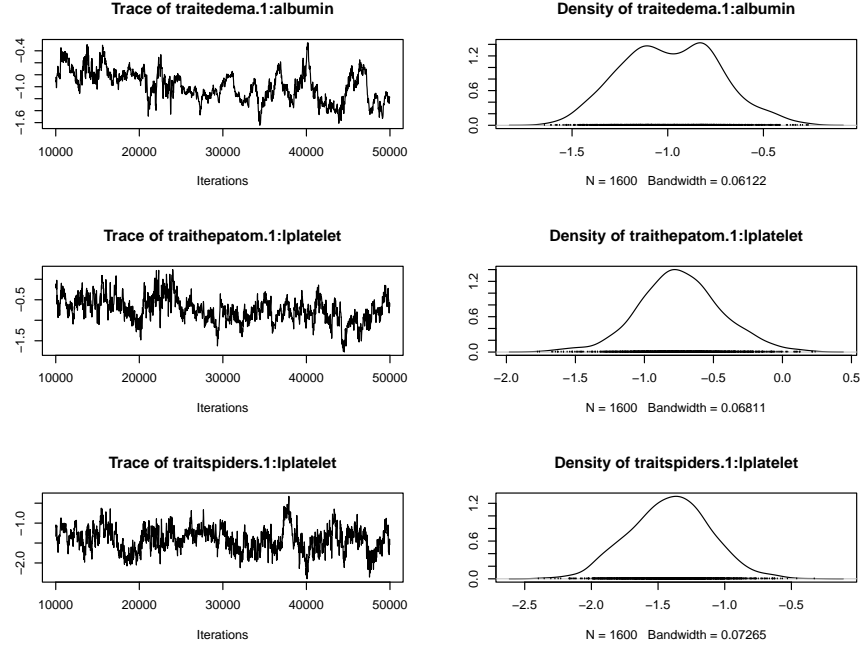 Trace of traitedema.1:albumin
−1.6 −1.0 −0.4
10000 20000 30000 40000 50000
Iterations
Density of traitedema.1:albumin
0.0 0.6 1.2
−1.5 −1.0 −0.5
N = 1600 Bandwidth = 0.06122
Trace of traithepatom.1:lplatelet
−1.5 −0.5
10000 20000 30000 40000 50000
Iterations
Density of traithepatom.1:lplatelet
0.0 0.6 1.2
−2.0 −1.5 −1.0 −0.5 0.0 0.5
N = 1600 Bandwidth = 0.06811
Trace of traitspiders.1:lplatelet
−2.0 −1.0
10000 20000 30000 40000 50000
Iterations
Density of traitspiders.1:lplatelet
0.0 0.6 1.2
−2.5 −2.0 −1.5 −1.0 −0.5
N = 1600 Bandwidth = 0.07265